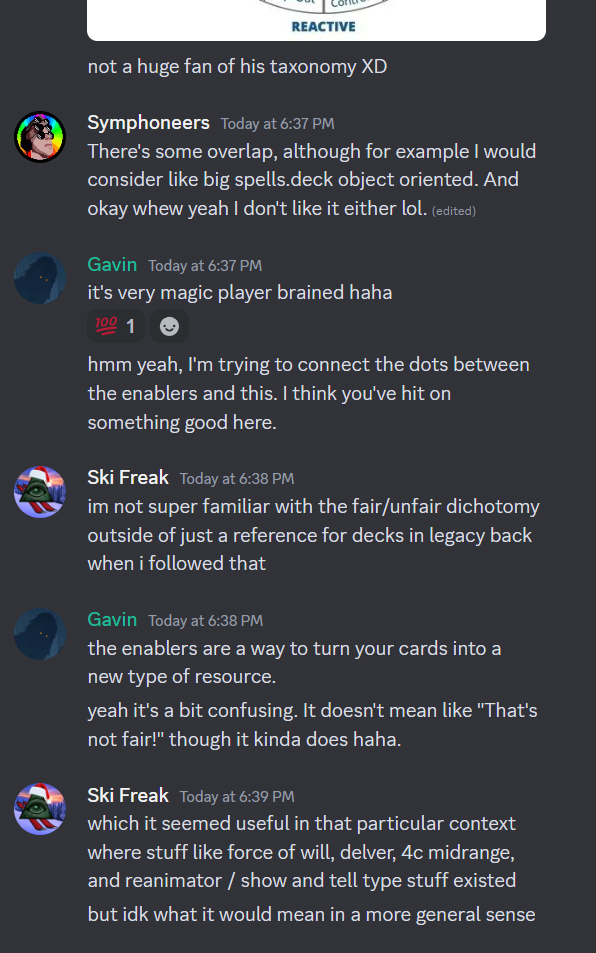 Out Contro
REACTIVE
not a huge fan of his taxonomy XD
Symphoneers Today at 6:37 PM
There's some overlap, although for example I would
consider like big spells.deck object oriented. And
okay whew yeah I don't like it either lol. (edited)
Gavin Today at 6:37 PM
it's very magic player brained haha
💯 1
hmm yeah, I'm trying to connect the dots between
the enablers and this. I think you've hit on
something good here.
Ski Freak Today at 6:38 PM
im not super familiar with the fair/unfair dichotomy
outside of just a reference for decks in legacy back
when i followed that
Gavin Today at 6:38 PM
the enablers are a way to turn your cards into a
new type of resource.
yeah it's a bit confusing. It doesn't mean like "That's
not fair!" though it kinda does haha.
Ski Freak Today at 6:39 PM
which it seemed useful in that particular context
where stuff like force of will, delver, 4c midrange,
and reanimator / show and tell type stuff existed
but idk what it would mean in a more general sense